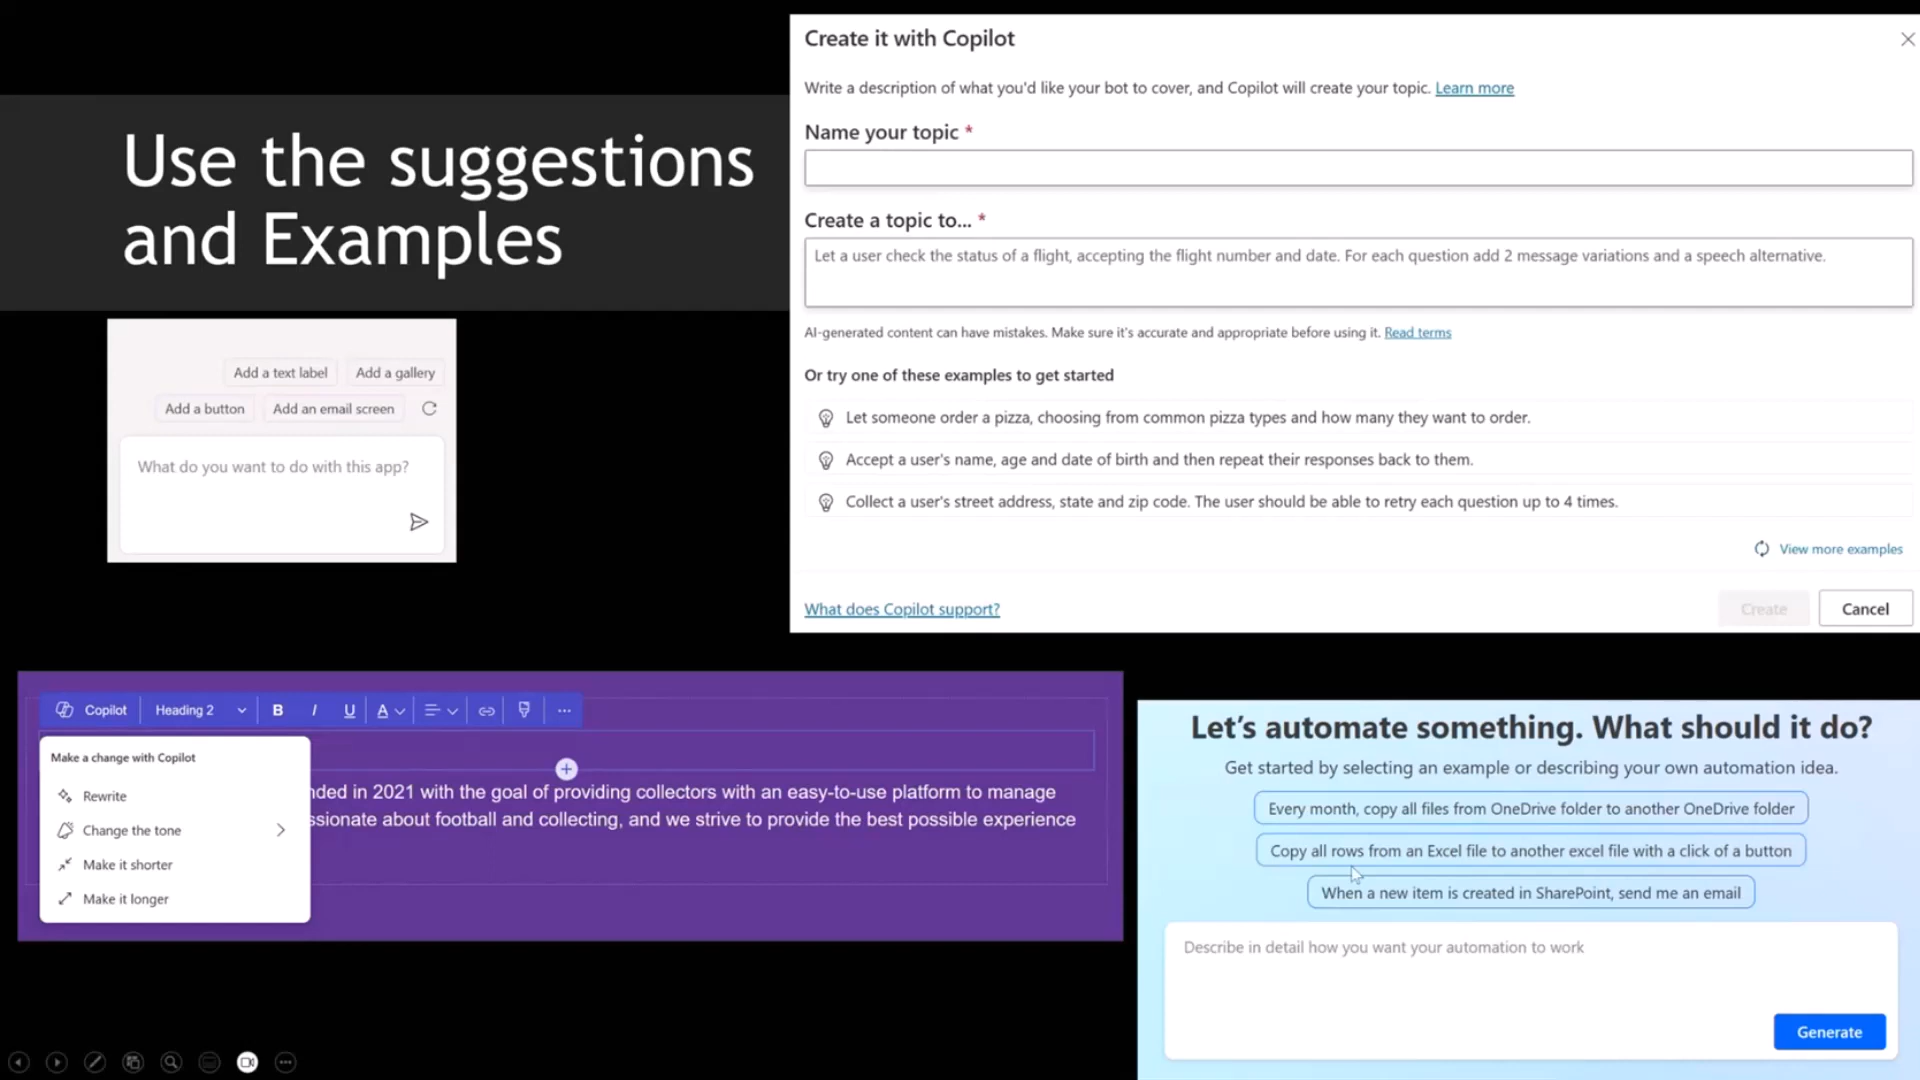 Use the suggestions
and Examples
Create it with Copilot
Write a description of what you'd like your bot to cover, and Copilot will create your topic. Learn more
Name your topic *
Create a topic to... *
Let a user check the status of a flight, accepting the flight number and date. For each question add 2 message variations and a speech alternative.
AI-generated content can have mistakes. Make sure it's accurate and appropriate before using it. Read terms
Or try one of these examples to get started
Let someone order a pizza, choosing from common pizza types and how many they want to order.
Accept a user's name, age and date of birth and then repeat their responses back to them.
Collect a user's street address, state and zip code. The user should be able to retry each question up to 4 times.
View more examples
What does Copilot support?
Create
Cancel
Add a text label
Add a gallery
Add a button
Add an email screen
What do you want to do with this app?
Copilot
Heading 2
B I U A
Make a change with Copilot
Rewrite
Change the tone
Make it shorter
Make it longer
nded in 2021 with the goal of providing collectors with an easy-to-use platform to manage
ssionate about football and collecting, and we strive to provide the best possible experience
Let's automate something. What should it do?
Get started by selecting an example or describing your own automation idea.
Every month, copy all files from OneDrive folder to another OneDrive folder
Copy all rows from an Excel file to another excel file with a click of a button
When a new item is created in SharePoint, send me an email
Describe in detail how you want your automation to work
Generate